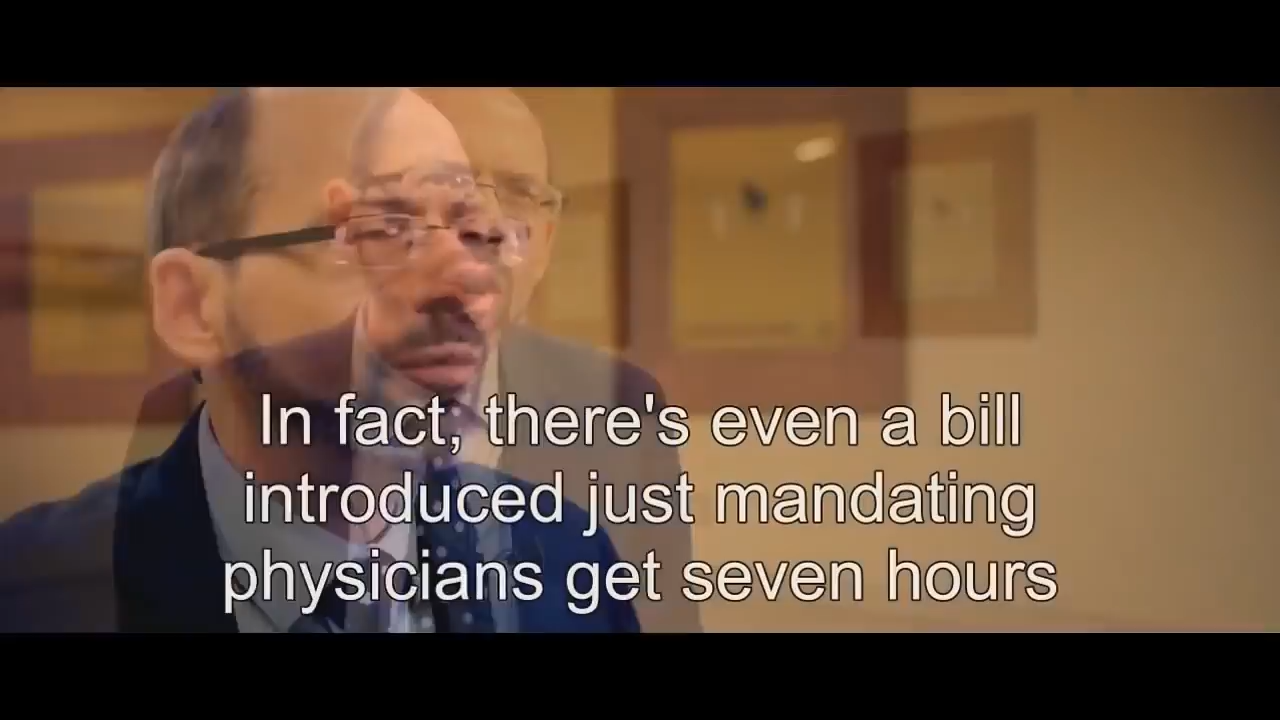 In fact, there's even a bill
introduced just mandating
physicians get seven hours